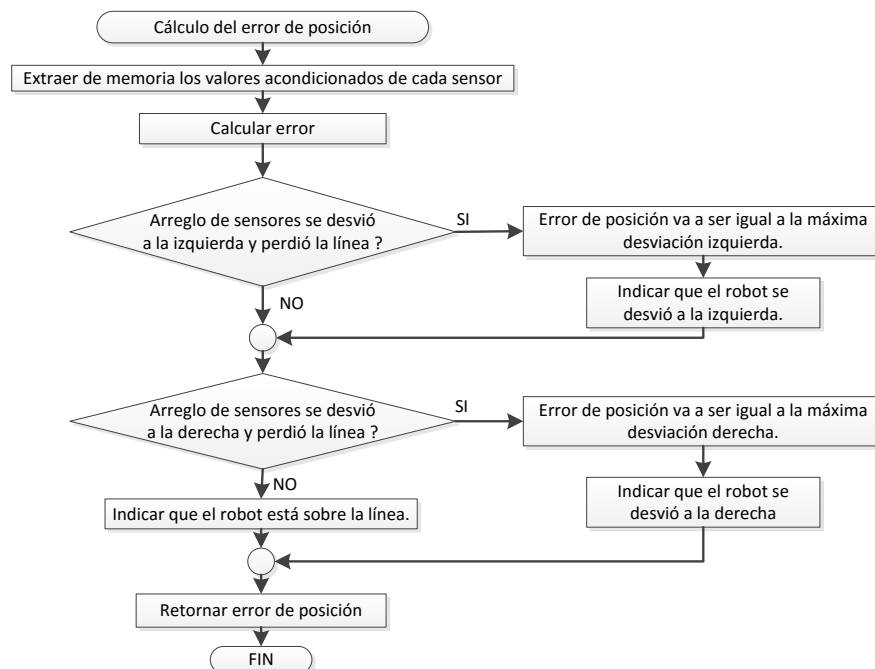 Cálculo del error de posición
Extraer de memoria los valores acondicionados de cada sensor
Calcular error
Arreglo de sensores se desvió
a la izquierda y perdió la línea ?
SI
Error de posición va a ser igual a la máxima
desviación izquierda.
Indicar que el robot se
desvió a la izquierda.
NO
Arreglo de sensores se desvió
a la derecha y perdió la línea ?
SI
Error de posición va a ser igual a la máxima
desviación derecha.
Indicar que el robot se
desvió a la derecha
NO
Indicar que el robot está sobre la línea.
Retornar error de posición
FIN